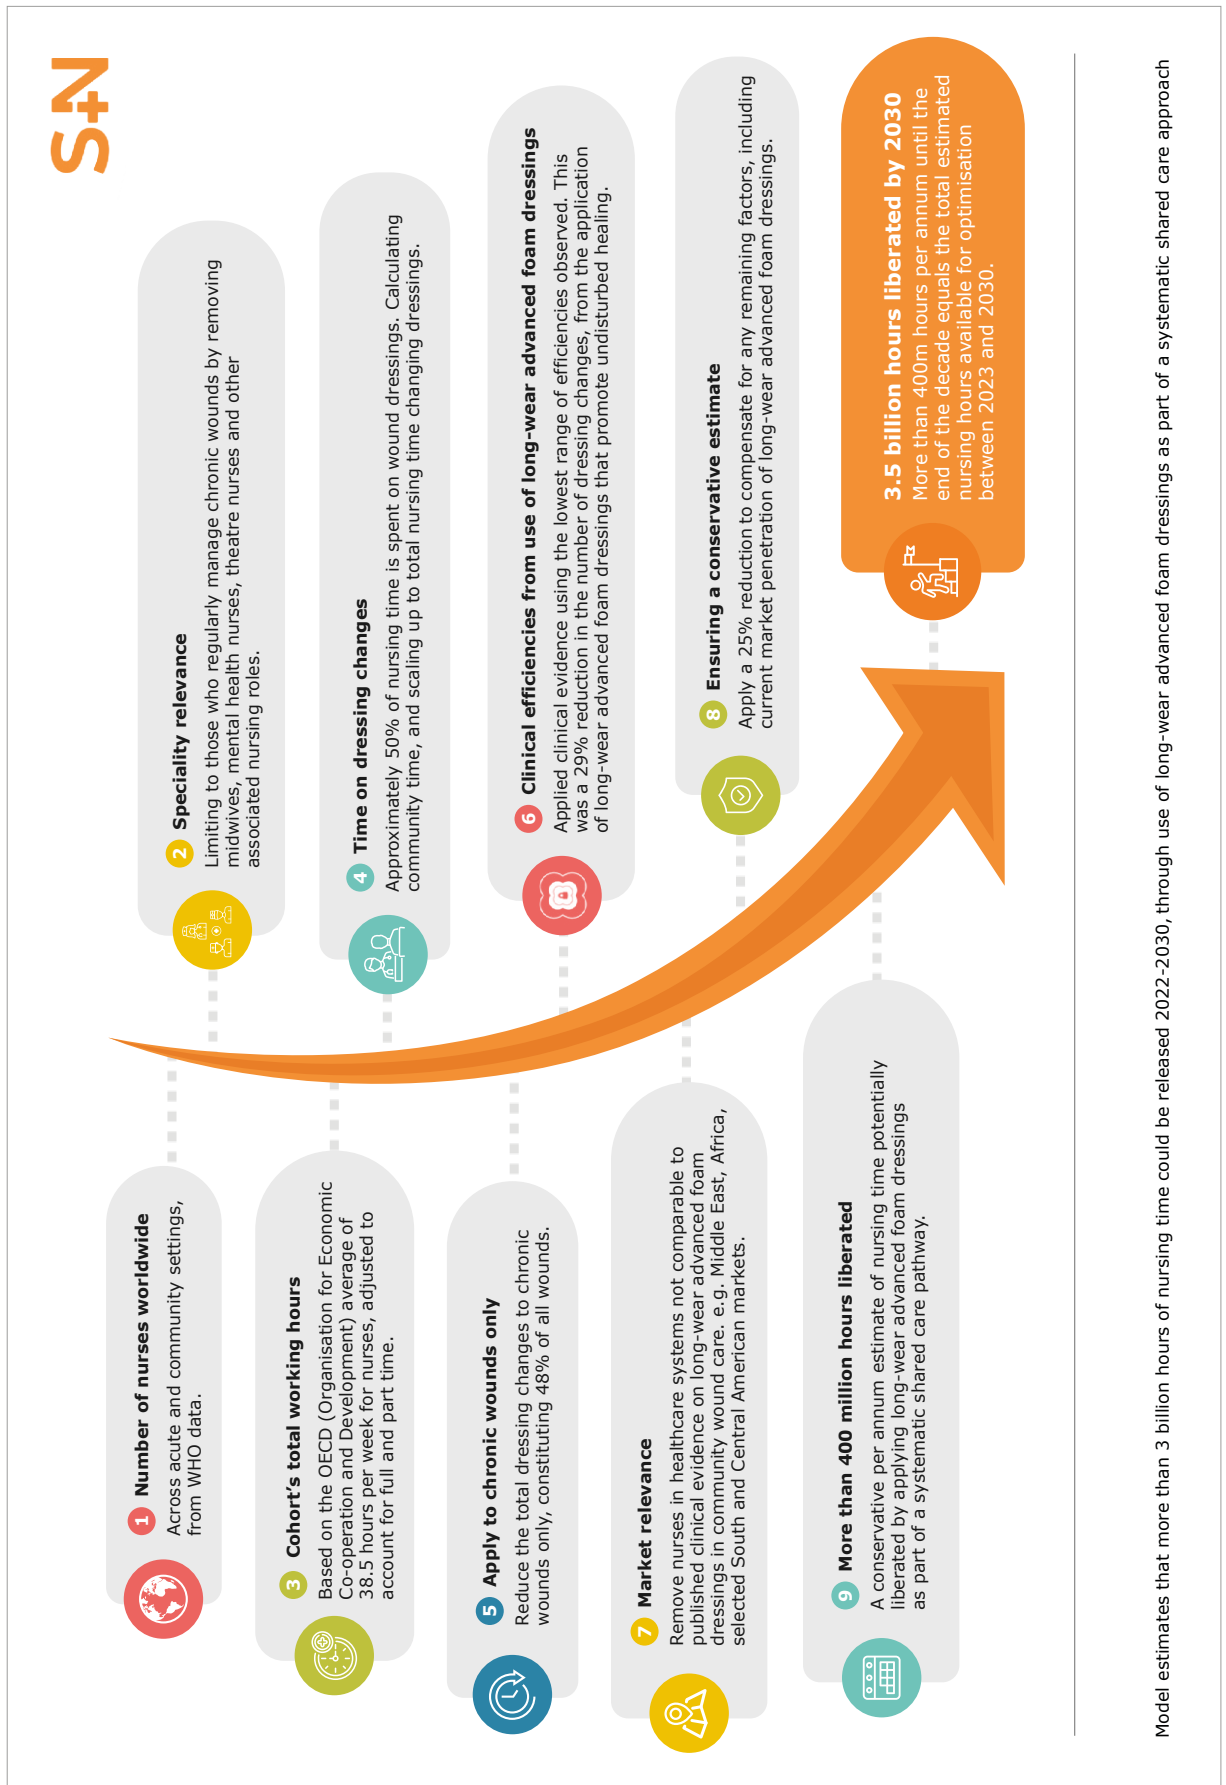 S+N
1 Number of nurses worldwide
Across acute and community settings,
from WHO data.
2 Speciality relevance
Limiting to those who regularly manage chronic wounds by removing
midwives, mental health nurses, theatre nurses and other
associated nursing roles.
3 Cohort’s total working hours
Based on the OECD (Organisation for Economic
Co-operation and Development) average of
38.5 hours per week for nurses, adjusted to
account for full and part time.
4 Time on dressing changes
Approximately 50% of nursing time is spent on wound dressings. Calculating
community time, and scaling up to total nursing time changing dressings.
5 Apply to chronic wounds only
Reduce the total dressing changes to chronic
wounds only, constituting 48% of all wounds.
6 Clinical efficiencies from use of long-wear advanced foam dressings
Applied clinical evidence using the lowest range of efficiencies observed. This
was a 29% reduction in the number of dressing changes, from the application
of long-wear advanced foam dressings that promote undisturbed healing.
7 Market relevance
Remove nurses in healthcare systems not comparable to
published clinical evidence on long-wear advanced foam
dressings in community wound care. e.g. Middle East, Africa,
selected South and Central American markets.
8 Ensuring a conservative estimate
Apply a 25% reduction to compensate for any remaining factors, including
current market penetration of long-wear advanced foam dressings.
9 More than 400 million hours liberated
A conservative per annum estimate of nursing time potentially
liberated by applying long-wear advanced foam dressings
as part of a systematic shared care pathway.
3.5 billion hours liberated by 2030
More than 400m hours per annum until the
end of the decade equals the total estimated
nursing hours available for optimisation
between 2023 and 2030.
Model estimates that more than 3 billion hours of nursing time could be released 2022-2030, through use of long-wear advanced foam dressings as part of a systematic shared care approach